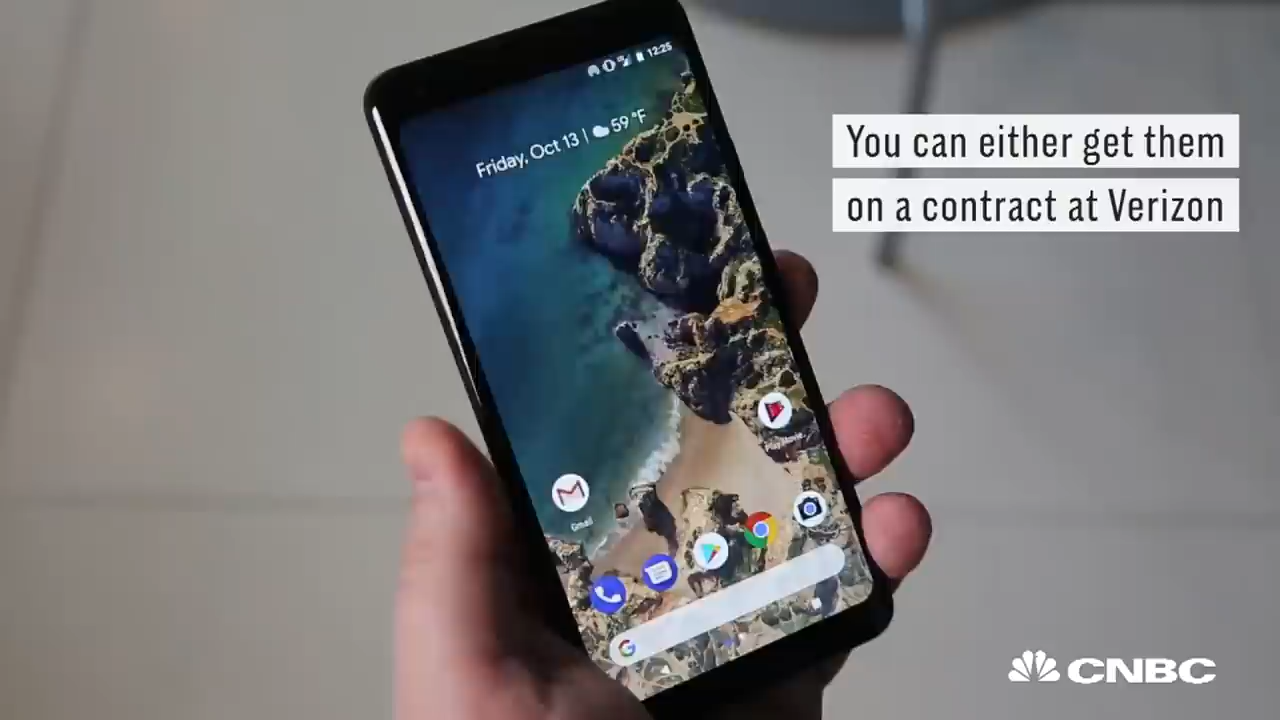 12:25
Friday, Oct 13 | 59 °F
You can either get them
on a contract at Verizon
Gmail
G
CNBC